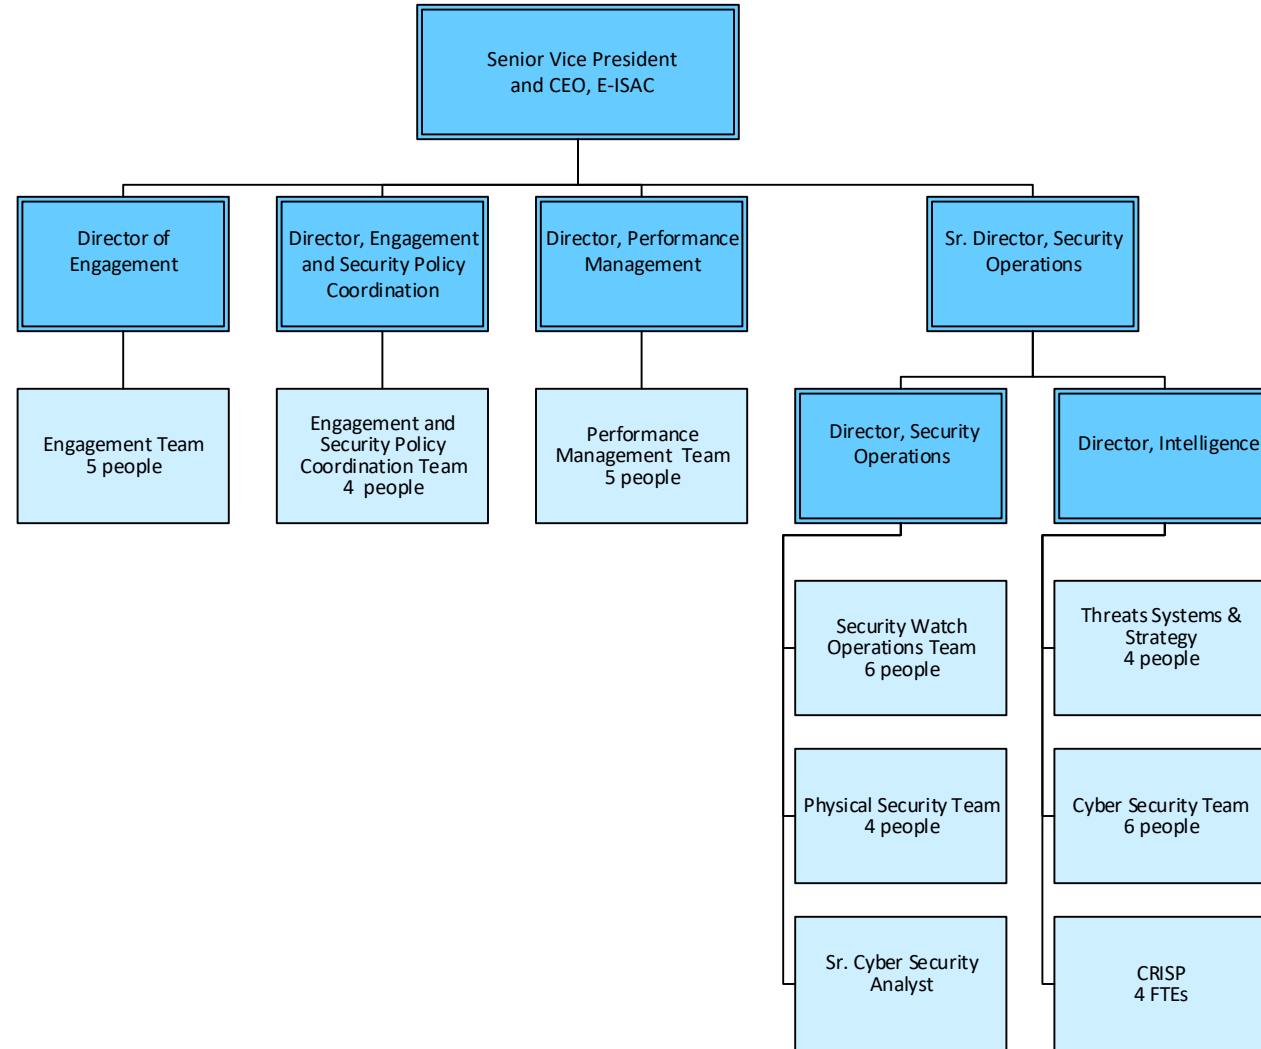 Senior Vice President
and CEO, E-ISAC
Director of
Engagement
Director, Engagement
and Security Policy
Coordination
Director, Performance
Management
Sr. Director, Security
Operations
Engagement Team
5 people
Engagement and
Security Policy
Coordination Team
4 people
Performance
Management Team
5 people
Director, Security
Operations
Director, Intelligence
Security Watch
Operations Team
6 people
Threats Systems &
Strategy
4 people
Physical Security Team
4 people
Cyber Security Team
6 people
Sr. Cyber Security
Analyst
CRISP
4 FTEs